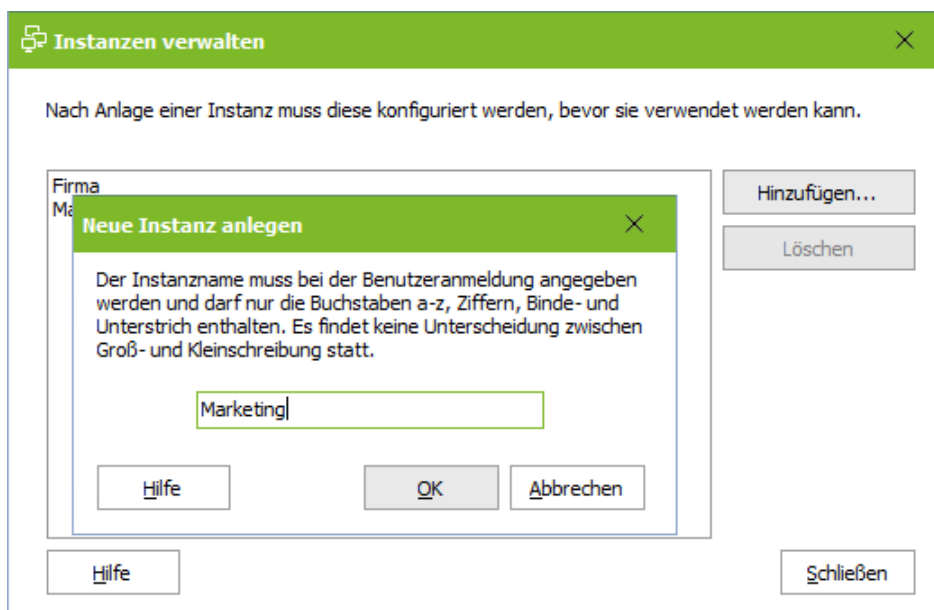 Instanzen verwalten
Nach Anlage einer Instanz muss diese konfiguriert werden, bevor sie verwendet werden kann.
Firma
Hinzufügen...
Löschen
Neue Instanz anlegen
Der Instanzname muss bei der Benutzeranmeldung angegeben
werden und darf nur die Buchstaben a-z, Ziffern, Binde- und
Unterstrich enthalten. Es findet keine Unterscheidung zwischen
Groß- und Kleinschreibung statt.
Marketing
Hilfe OK Abbrechen
Hilfe Schließen